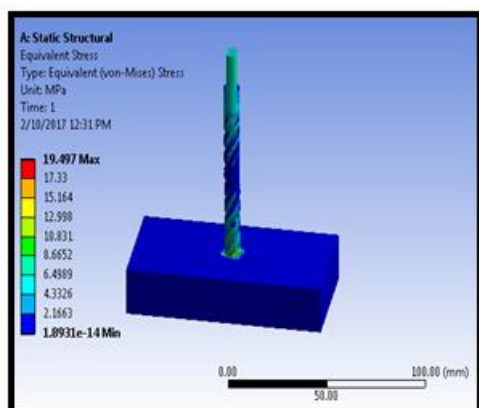 A: Static Structural
Equivalent Stress
Type: Equivalent (von-Mises) Stress
Unit: MPa
Time: 1
2/10/2017 12:31 PM
19.497 Max
17.33
15.164
12.998
10.831
8.6652
6.4989
4.3326
2.1663
1.8931e-14 Min
0.00
100.00 (mm)
50.00